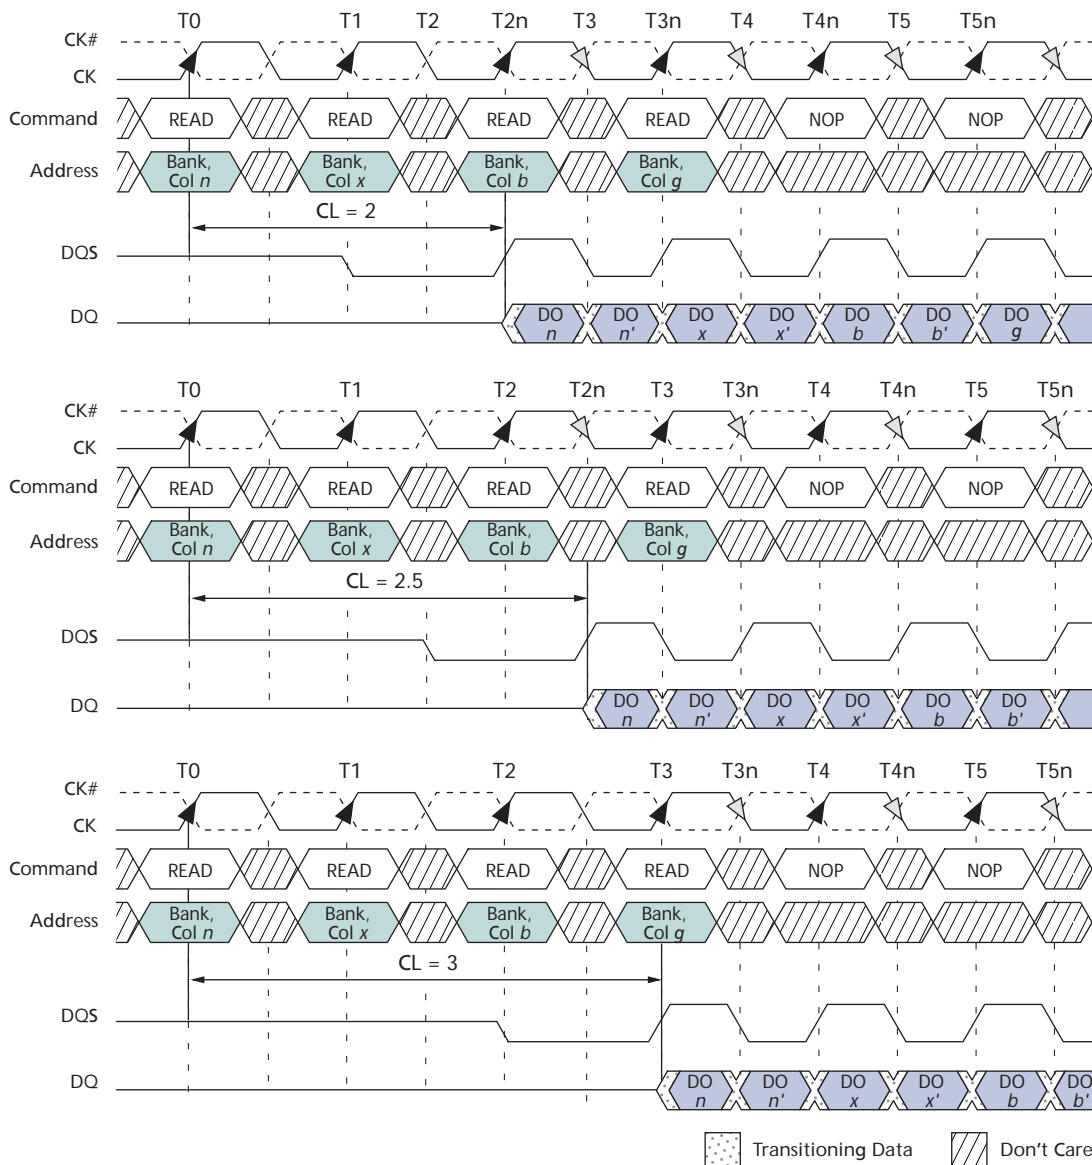 T0 T1 T2 T2n T3 T3n T4 T4n T5 T5n
CK#
CK
Command READ READ READ READ NOP NOP
Address Bank, Col n Bank, Col x Bank, Col b Bank, Col g
CL = 2
DQS
DQ DO n DO n' DO x DO x' DO b DO b' DO g
T0 T1 T2 T2n T3 T3n T4 T4n T5 T5n
CK#
CK
Command READ READ READ READ NOP NOP
Address Bank, Col n Bank, Col x Bank, Col b Bank, Col g
CL = 2.5
DQS
DQ DO n DO n' DO x DO x' DO b DO b'
T0 T1 T2 T3 T3n T4 T4n T5 T5n
CK#
CK
Command READ READ READ READ NOP NOP
Address Bank, Col n Bank, Col x Bank, Col b Bank, Col g
CL = 3
DQS
DQ DO n DO n' DO x DO x' DO b DO b'
Transitioning Data Don't Care